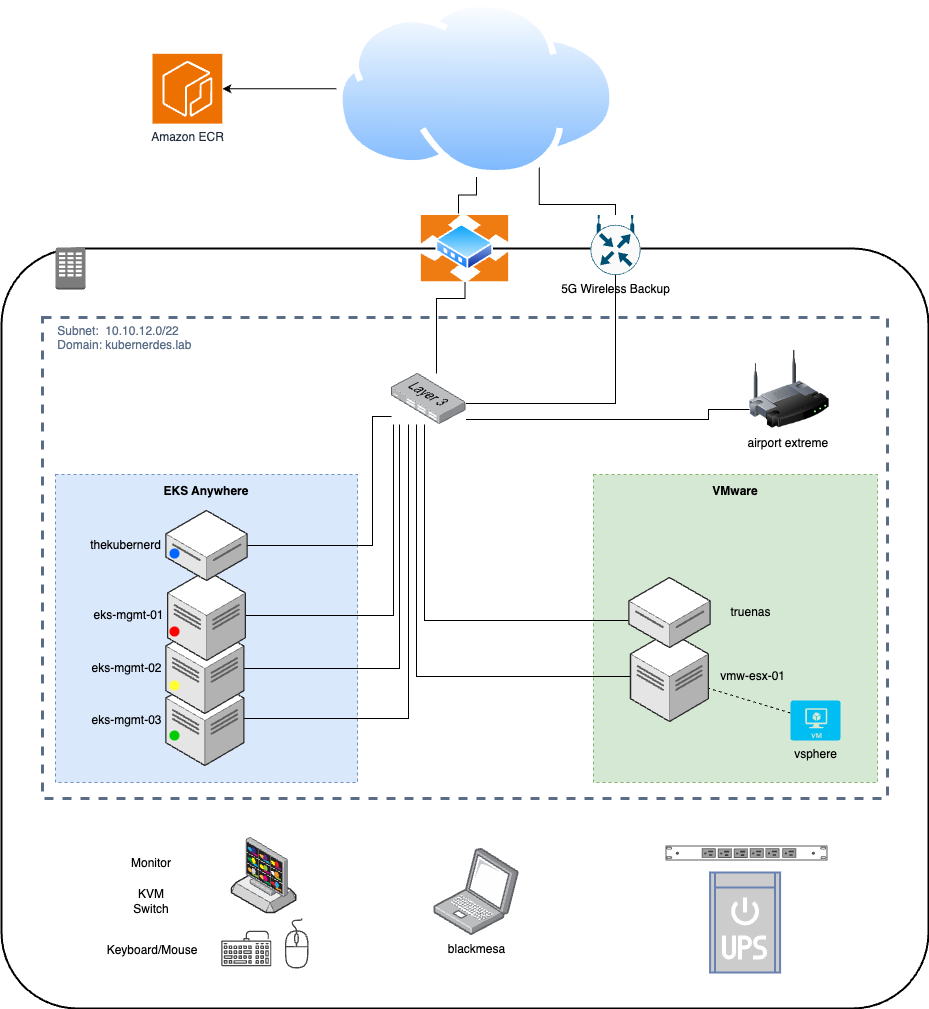 Amazon ECR
5G Wireless Backup
Subnet:  10.10.12.0/22
Domain: kubernerdes.lab
Layer 3
airport extreme
EKS Anywhere
thekubernerd
eks-mgmt-01
eks-mgmt-02
eks-mgmt-03
VMware
truenas
vmw-esx-01
VM
vsphere
Monitor
KVM
Switch
Keyboard/Mouse
blackmesa
UPS